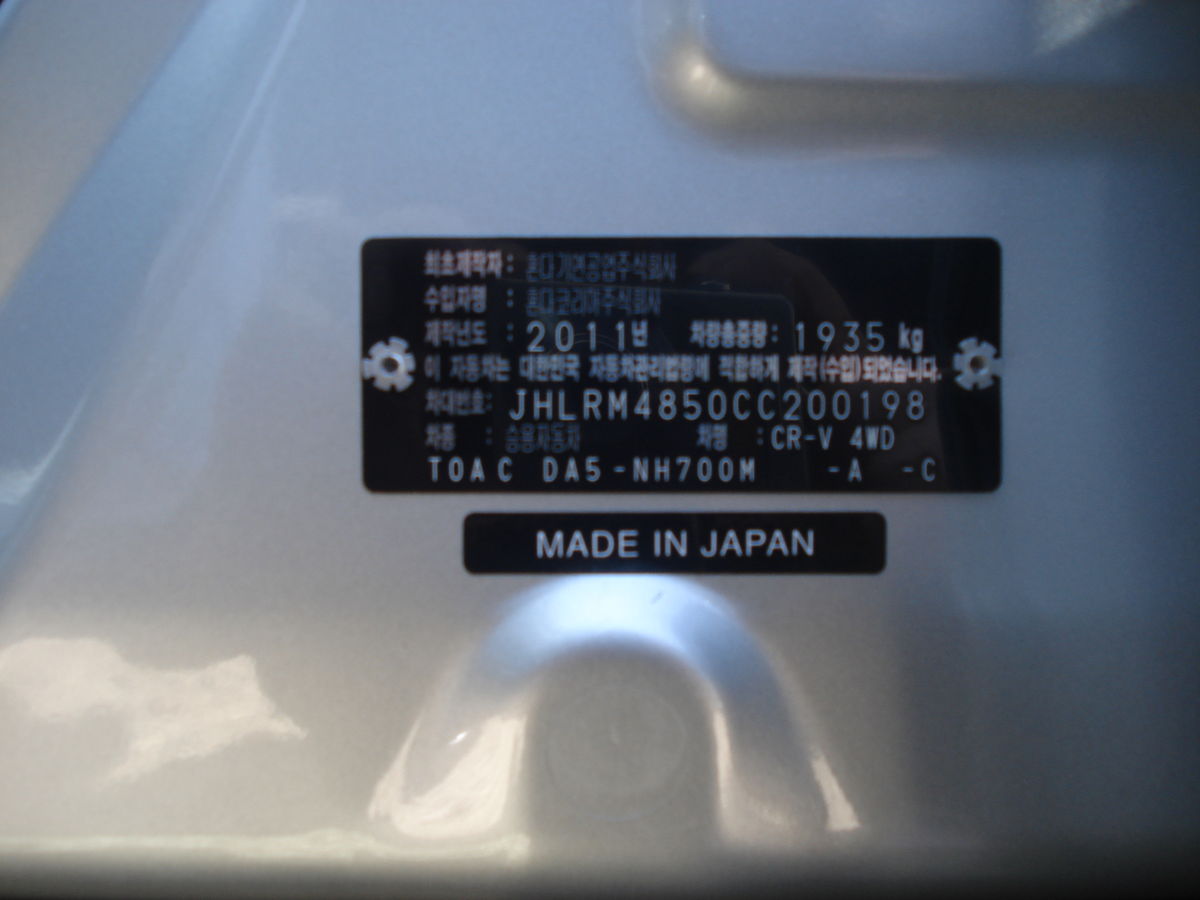 최초제작자 : 혼다기연공업주식회사
수입자명 : 혼다코리아주식회사
제작년도 : 2011년 차량총중량: 1935 kg
이 자동차는 대한민국 자동차관리법령에 적합하게 제작(수입)되었습니다.
차대번호: JHLRM4850CC200198
차종 : 승용자동차 차명 : CR-V 4WD
T0AC DA5-NH700M -A -C
MADE IN JAPAN